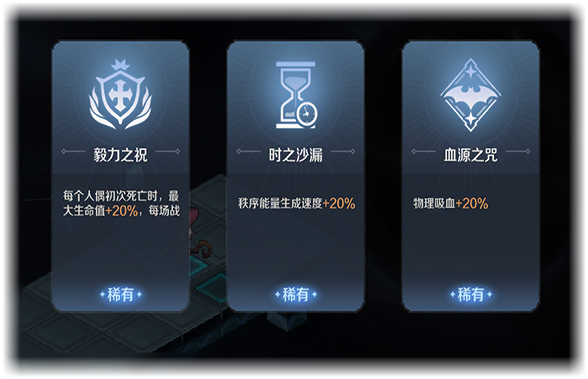 毅力之祝
每个人偶初次死亡时，最
大生命值+20%，每场战
稀有
时之沙漏
秩序能量生成速度+20%
稀有
血源之咒
物理吸血+20%
稀有